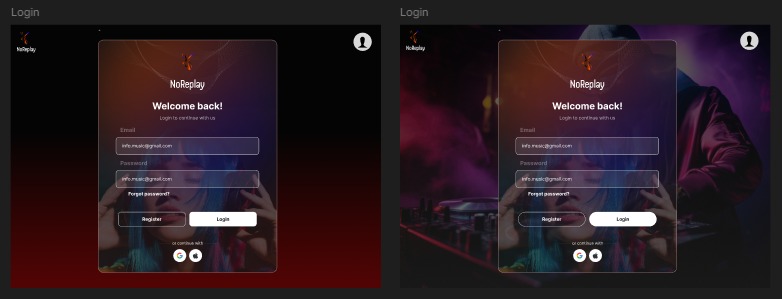 Login
NoReplay
NoReplay
Welcome back!
Login to continue with us
Email
info.music@gmail.com
Password
info.music@gmail.com
Forgot password?
Register
Login
or continue with
Login
NoReplay
NoReplay
Welcome back!
Login to continue with us
Email
info.music@gmail.com
Password
info.music@gmail.com
Forgot password?
Register
Login
or continue with